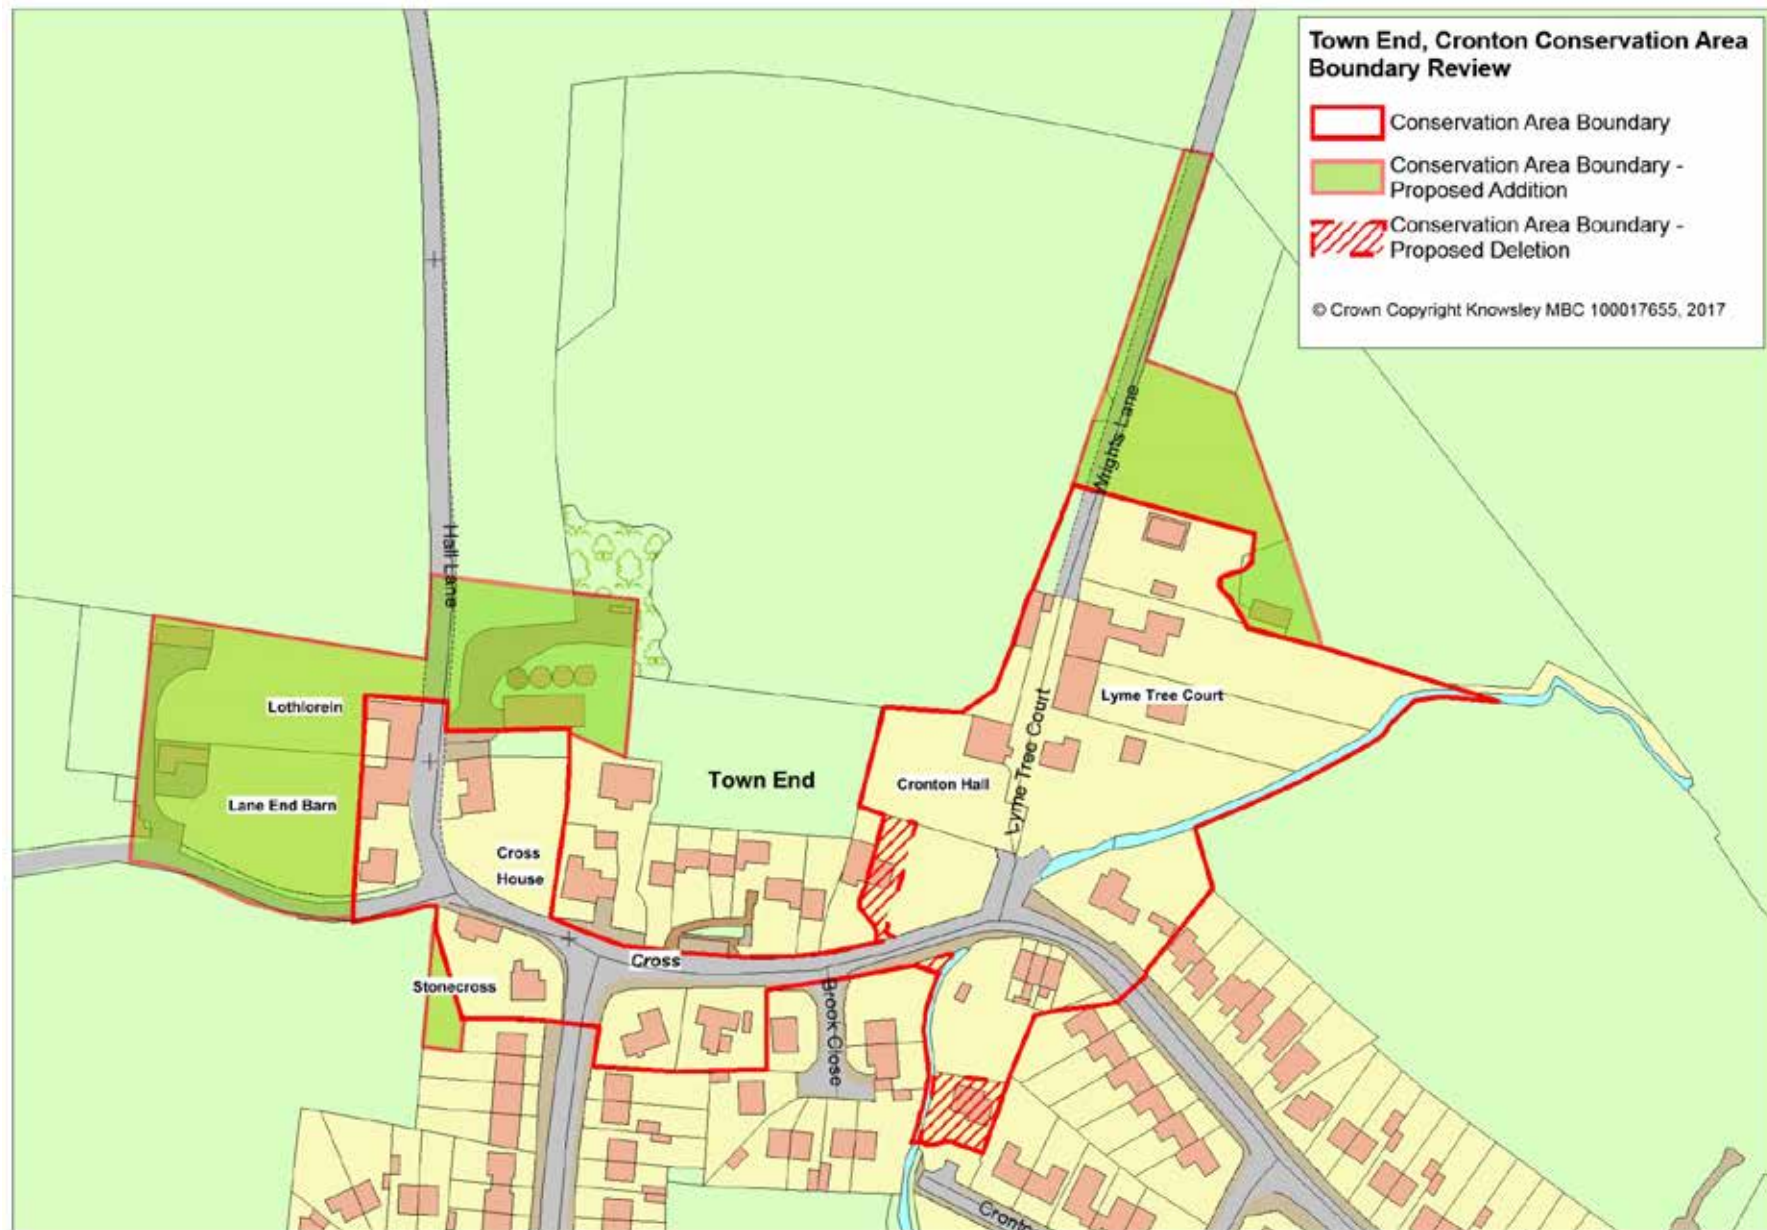 Town End, Cronton Conservation Area
Boundary Review
Conservation Area Boundary
Conservation Area Boundary -
Proposed Addition
Conservation Area Boundary -
Proposed Deletion
© Crown Copyright Knowsley MBC 100017655, 2017
Wrights Lane
Hall Lane
Lothlorein
Lyme Tree Court
Lyme Tree Court
Town End
Cronton Hall
Lane End Barn
Cross
House
Cross
Stonecross
Brook Close